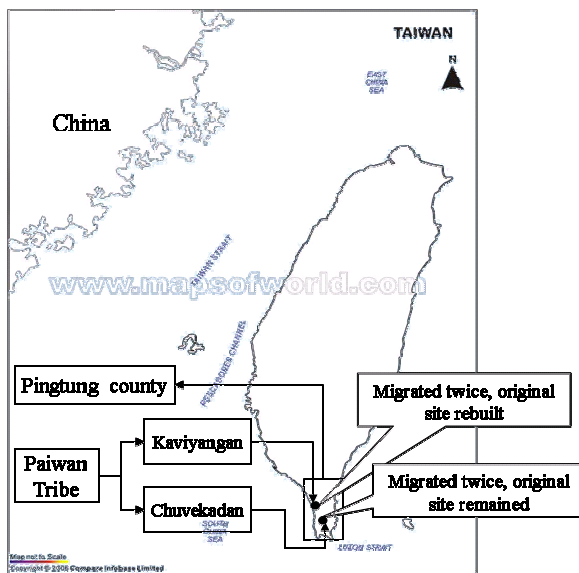 TAIWAN
N
EAST
CHINA
SEA
China
TAIWAN STRAIT
www.mapsofworld.com
PESCADORES CHANNEL
Pingtung county
Migrated twice, original
site rebuilt
Kaviyangan
Paiwan
Tribe
Migrated twice, original
site remained
Chuvekadan
SOUTH
CHINA
SEA
LUZON STRAIT
Map not to Scale
Copyright © 2006 Compare Infobase Limited